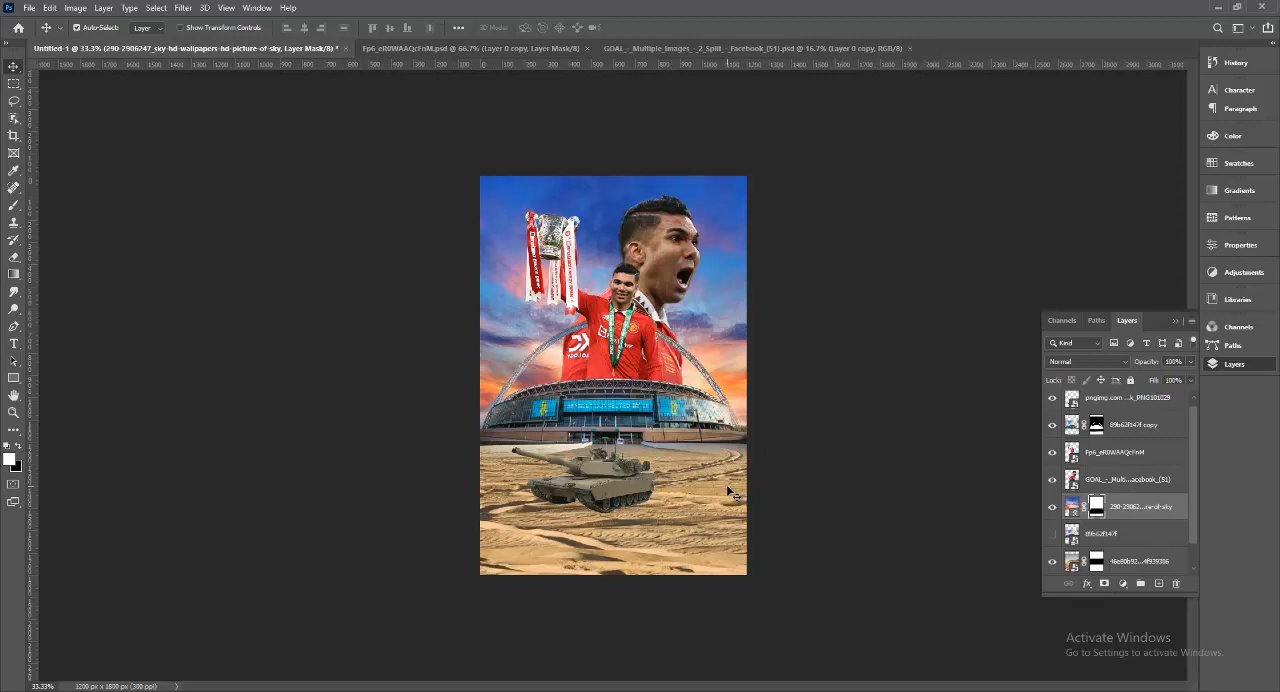 File Edit Image Layer Type Select Filter 3D View Window Help
Auto-Select: Layer Show Transform Controls 3D Mode:
Untitled-1 @ 33.3% (290-2906247_sky-hd-wallpapers-hd-picture-of-sky, Layer Mask/8) * × Fp6_eR0WAAQcFnM.psd @ 66.7% (Layer 0 copy, Layer Mask/8) × GOAL_-_Multiple_Images_-_2_Split_-_Facebook_(51).psd @ 16.7% (Layer 0 copy, RGB/8) ×
History
Character
Paragraph
Color
Swatches
Gradients
Patterns
Properties
Adjustments
Libraries
Channels
Paths
Layers
Channels Paths Layers
Kind
Normal Opacity: 100%
Lock: Fill: 100%
pngimg.com ...k_PNG101029
89b62f147f copy
Fp6_eR0WAAQcFnM
GOAL_-_Multi...acebook_(51)
290-29062...re-of-sky
89b62f147f
46e80b92...4f939386
Activate Windows
Go to Settings to activate Windows.
33.33% 1200 px x 1800 px (300 ppi)